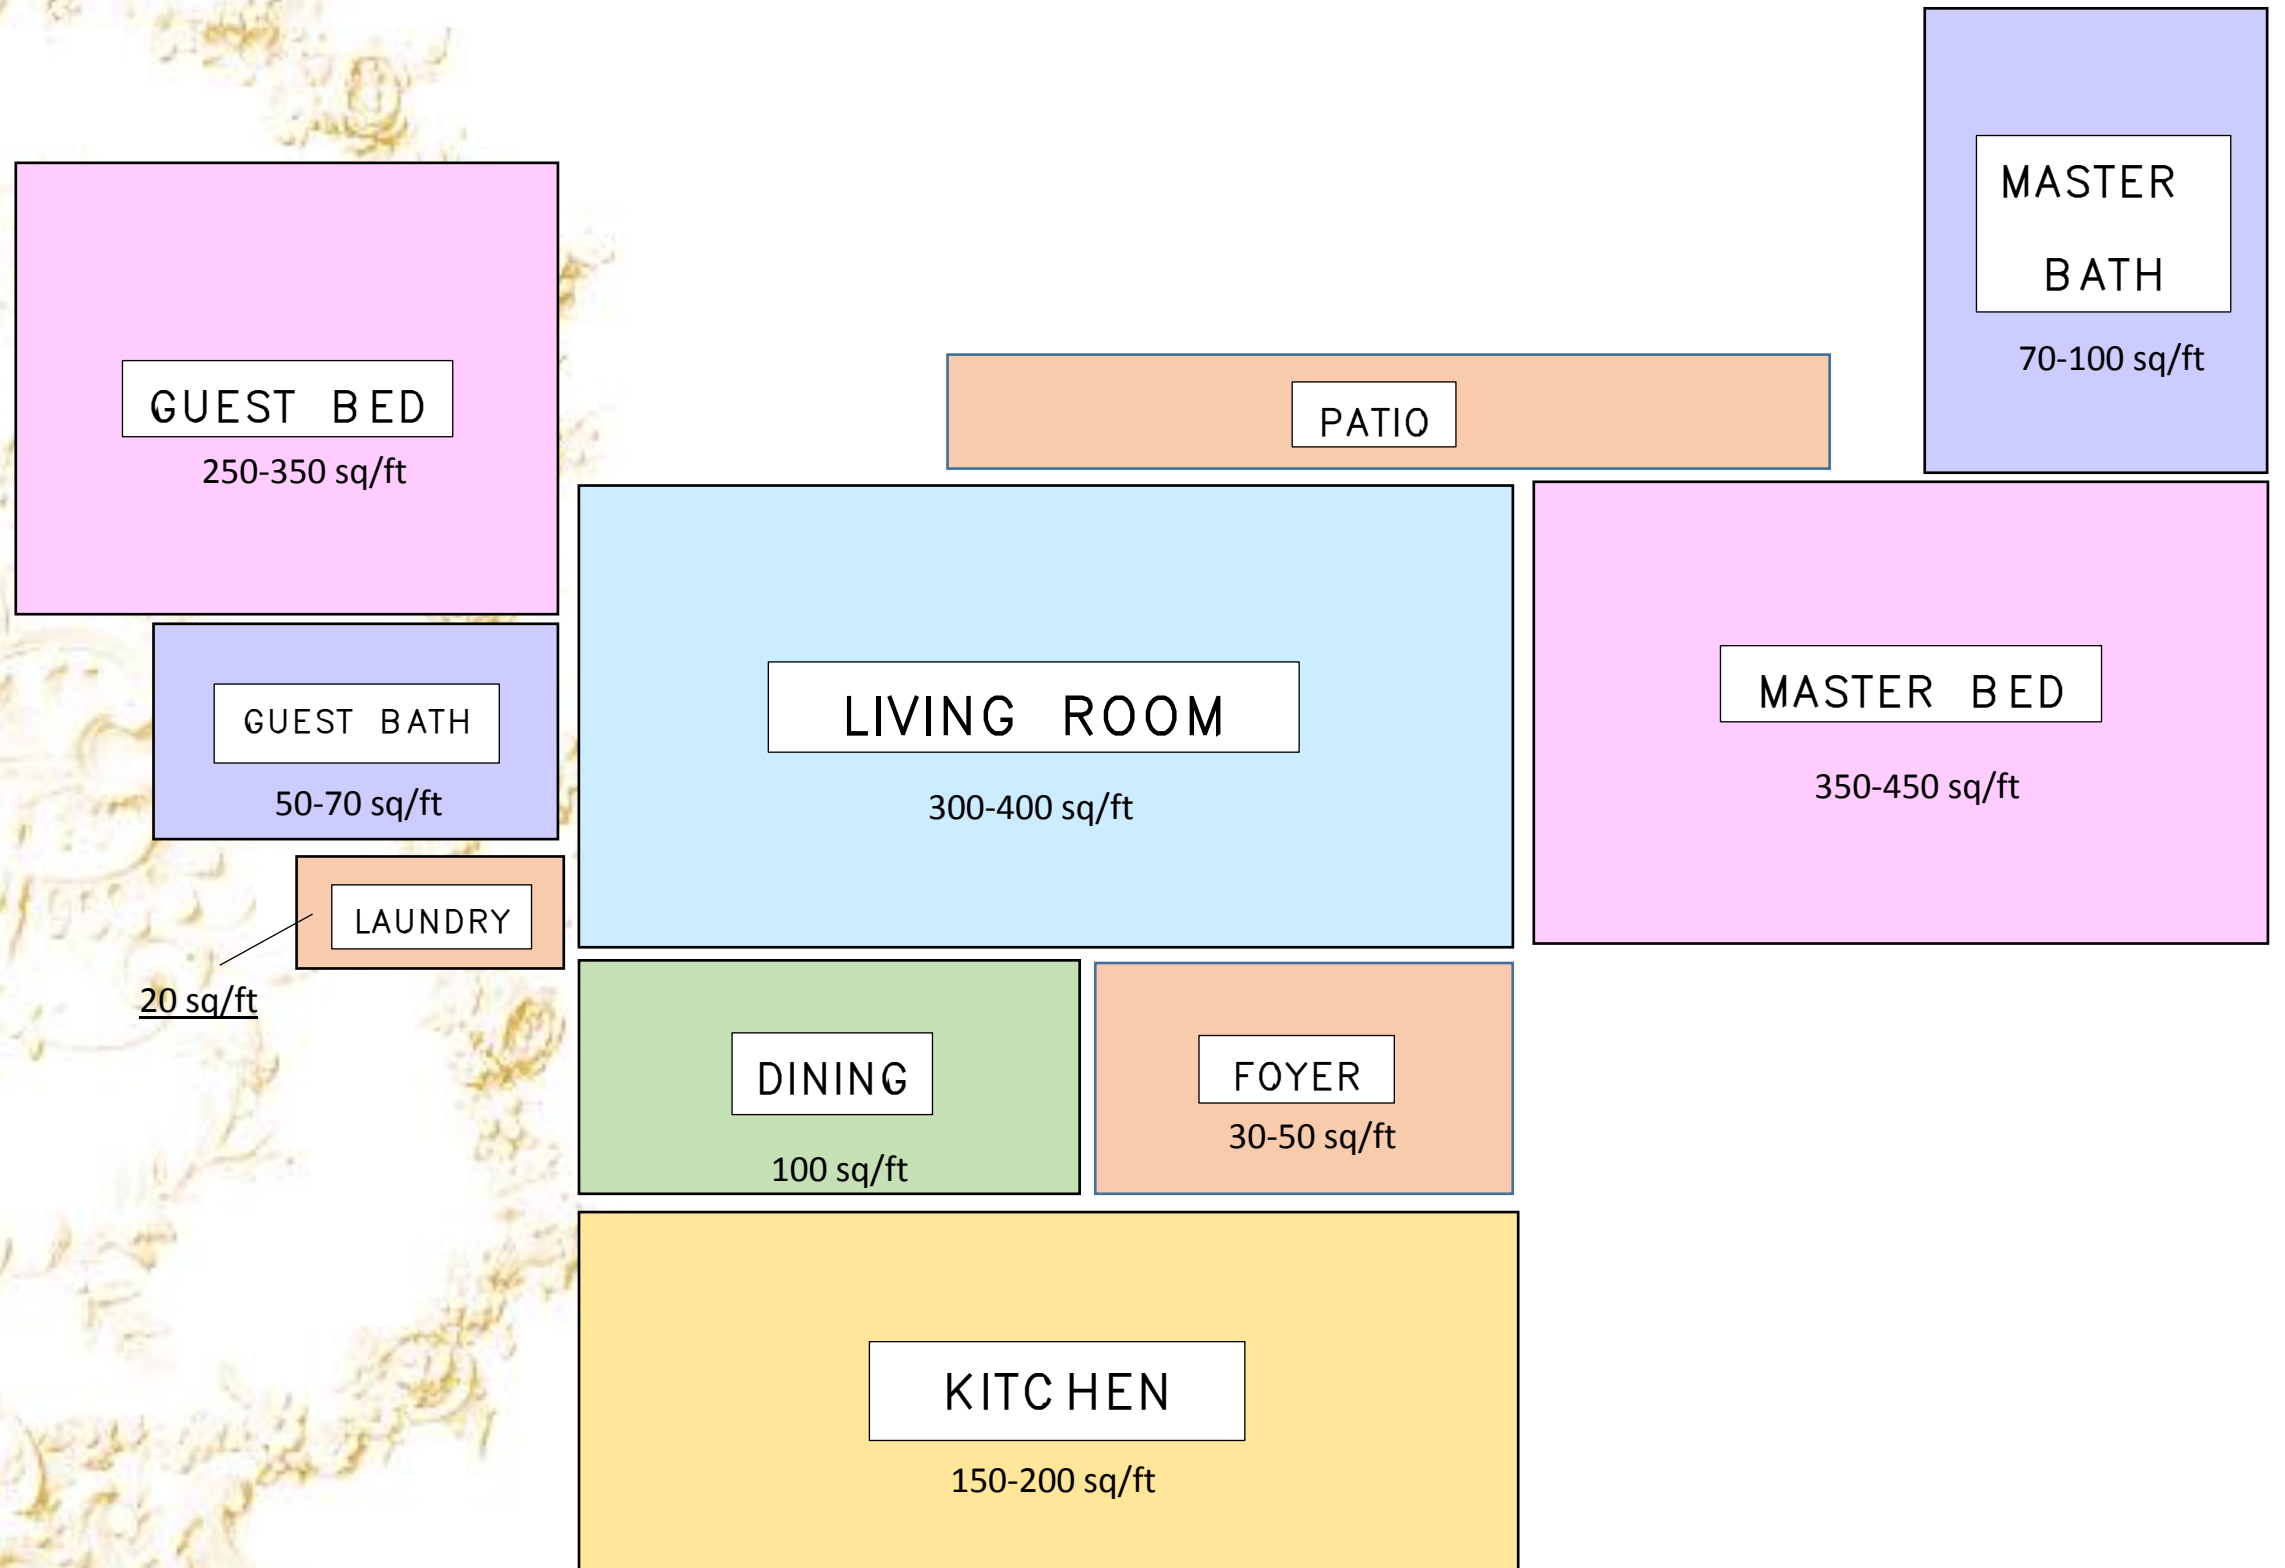 MASTER
BATH
70-100 sq/ft
GUEST BED
250-350 sq/ft
PATIO
GUEST BATH
50-70 sq/ft
LIVING ROOM
300-400 sq/ft
MASTER BED
350-450 sq/ft
LAUNDRY
20 sq/ft
DINING
100 sq/ft
FOYER
30-50 sq/ft
KITCHEN
150-200 sq/ft